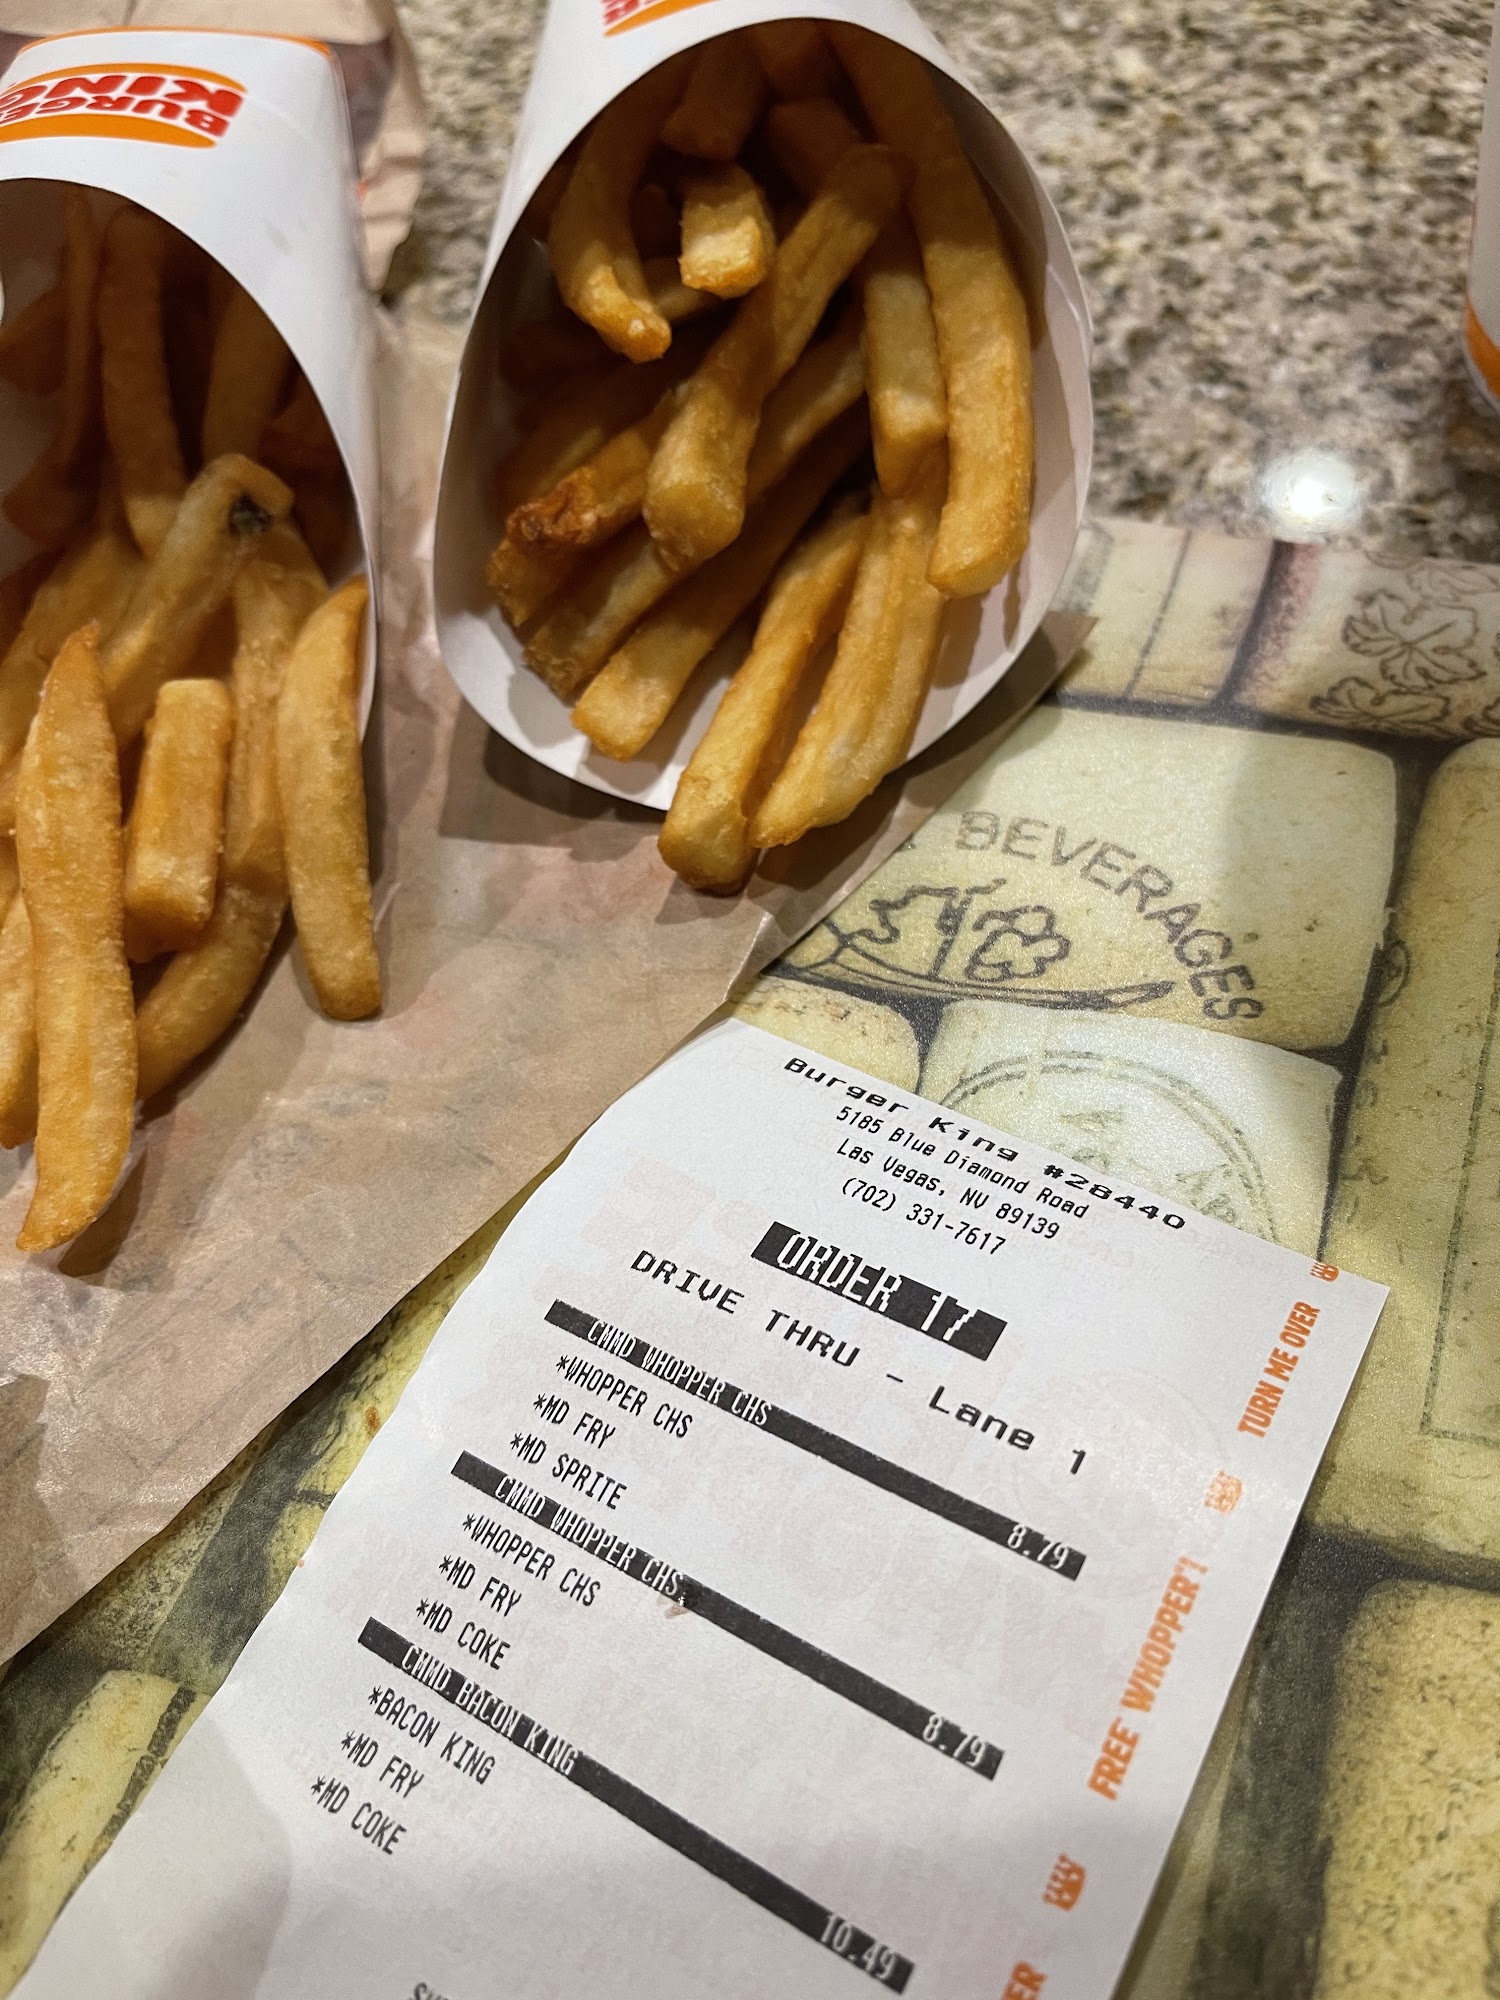 BURGER
KING
BEVERAGES
Burger King #28440
5185 Blue Diamond Road
Las Vegas, NV 89139
(702) 331-7617
ORDER 17
DRIVE THRU - Lane 1
CMMD WHOPPER CHS 8.79
*WHOPPER CHS
*MD FRY
*MD SPRITE
CMMD WHOPPER CHS 8.79
*WHOPPER CHS
*MD FRY
*MD COKE
CMMD. BACON KING 10.49
*BACON KING
*MD FRY
*MD COKE
TURN ME OVER
FREE WHOPPER®!